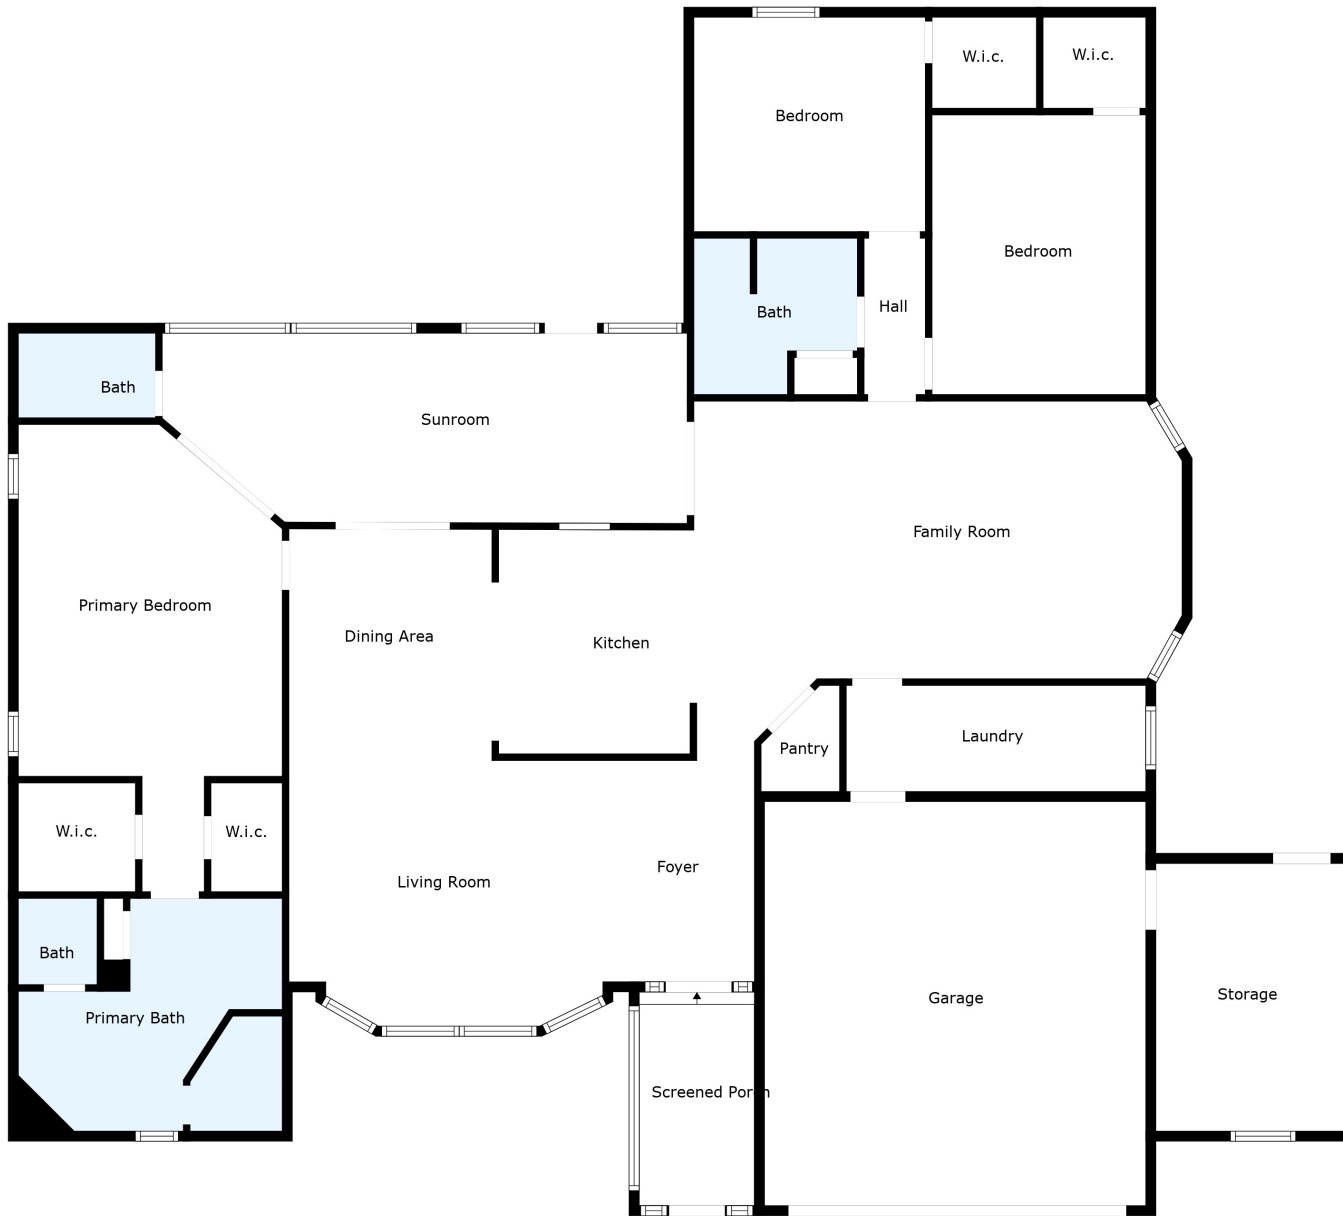 W.i.c.
W.i.c.
Bedroom
Bedroom
Hall
Bath
Bath
Sunroom
Family Room
Primary Bedroom
Dining Area
Kitchen
Laundry
Pantry
W.i.c.
W.i.c.
Foyer
Living Room
Bath
Garage
Storage
Primary Bath
Screened Porch